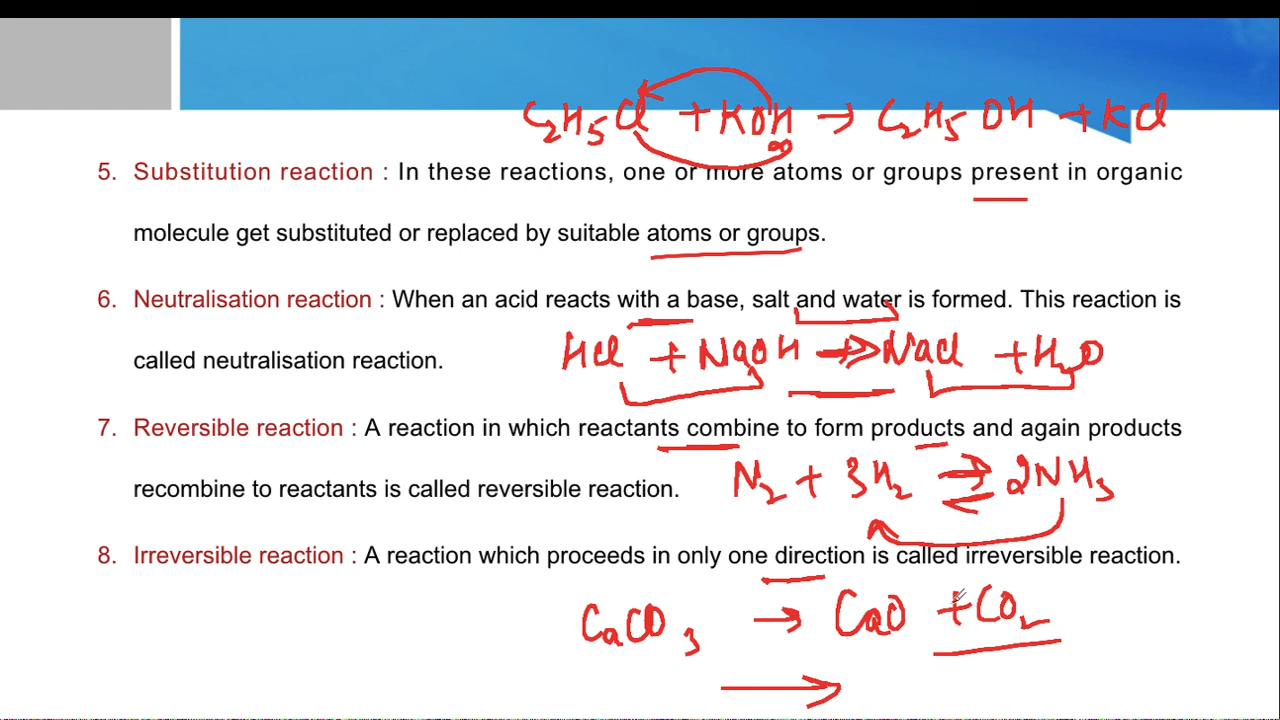 C2H5Cl + KOH → C2H5OH + KCl
5. Substitution reaction : In these reactions, one or more atoms or groups present in organic
molecule get substituted or replaced by suitable atoms or groups.
6. Neutralisation reaction : When an acid reacts with a base, salt and water is formed. This reaction is
called neutralisation reaction.
HCl + NaOH → NaCl + H2O
7. Reversible reaction : A reaction in which reactants combine to form products and again products
recombine to reactants is called reversible reaction.
N2 + 3H2 ⇌ 2NH3
8. Irreversible reaction : A reaction which proceeds in only one direction is called irreversible reaction.
CaCO3 → CaO + CO2